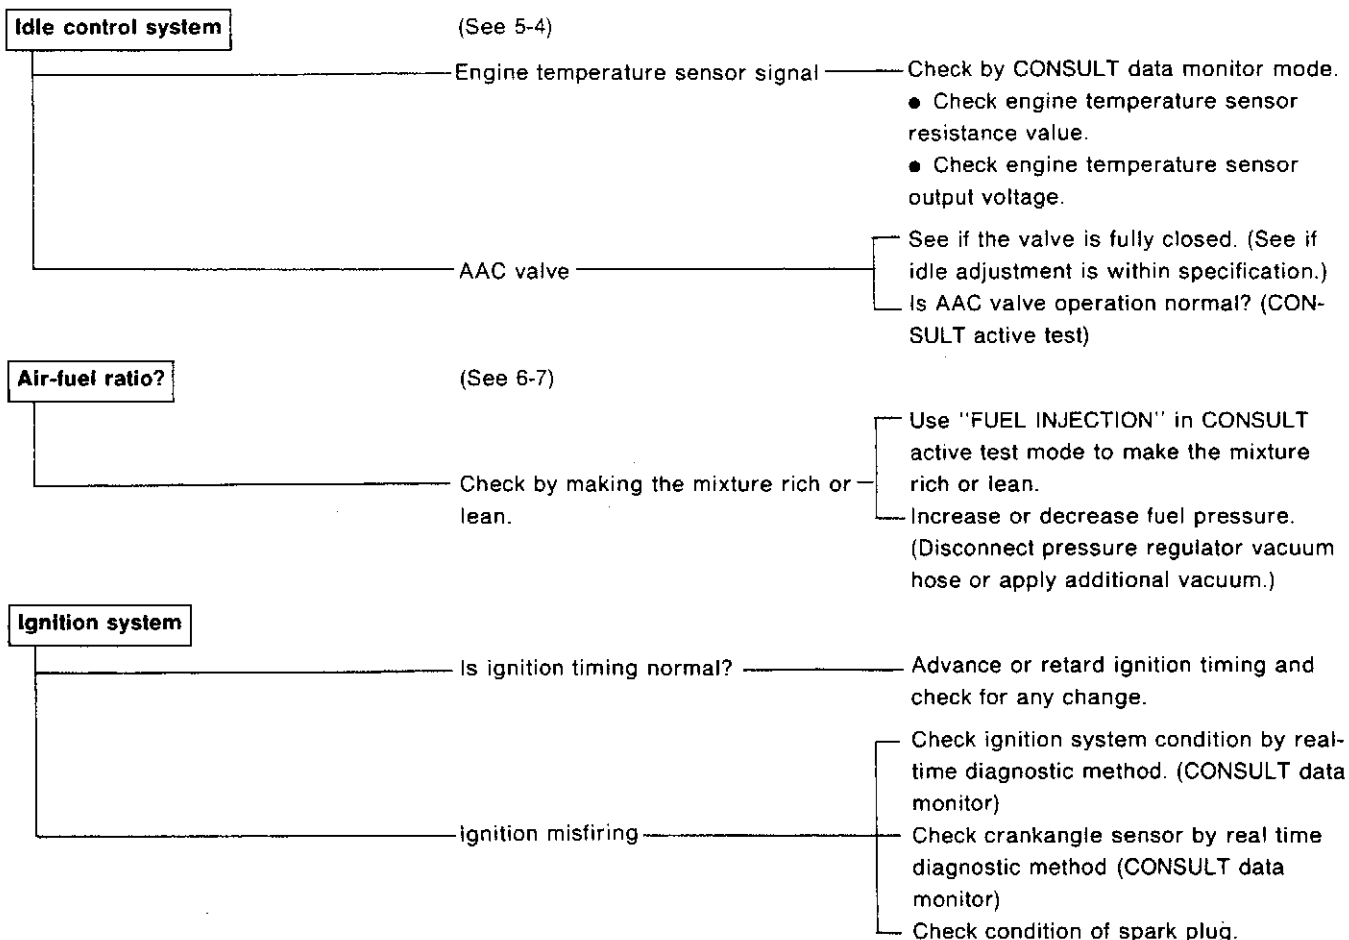 Idle control system
(See 5-4)
Engine temperature sensor signal
Check by CONSULT data monitor mode.
● Check engine temperature sensor
resistance value.
● Check engine temperature sensor
output voltage.
AAC valve
See if the valve is fully closed. (See if
idle adjustment is within specification.)
Is AAC valve operation normal? (CON-
SULT active test)
Air-fuel ratio?
(See 6-7)
Check by making the mixture rich or
lean.
Use "FUEL INJECTION" in CONSULT
active test mode to make the mixture
rich or lean.
Increase or decrease fuel pressure.
(Disconnect pressure regulator vacuum
hose or apply additional vacuum.)
Ignition system
Is ignition timing normal?
Advance or retard ignition timing and
check for any change.
Ignition misfiring
Check ignition system condition by real-
time diagnostic method. (CONSULT data
monitor)
Check crankangle sensor by real time
diagnostic method (CONSULT data
monitor)
Check condition of spark plug.